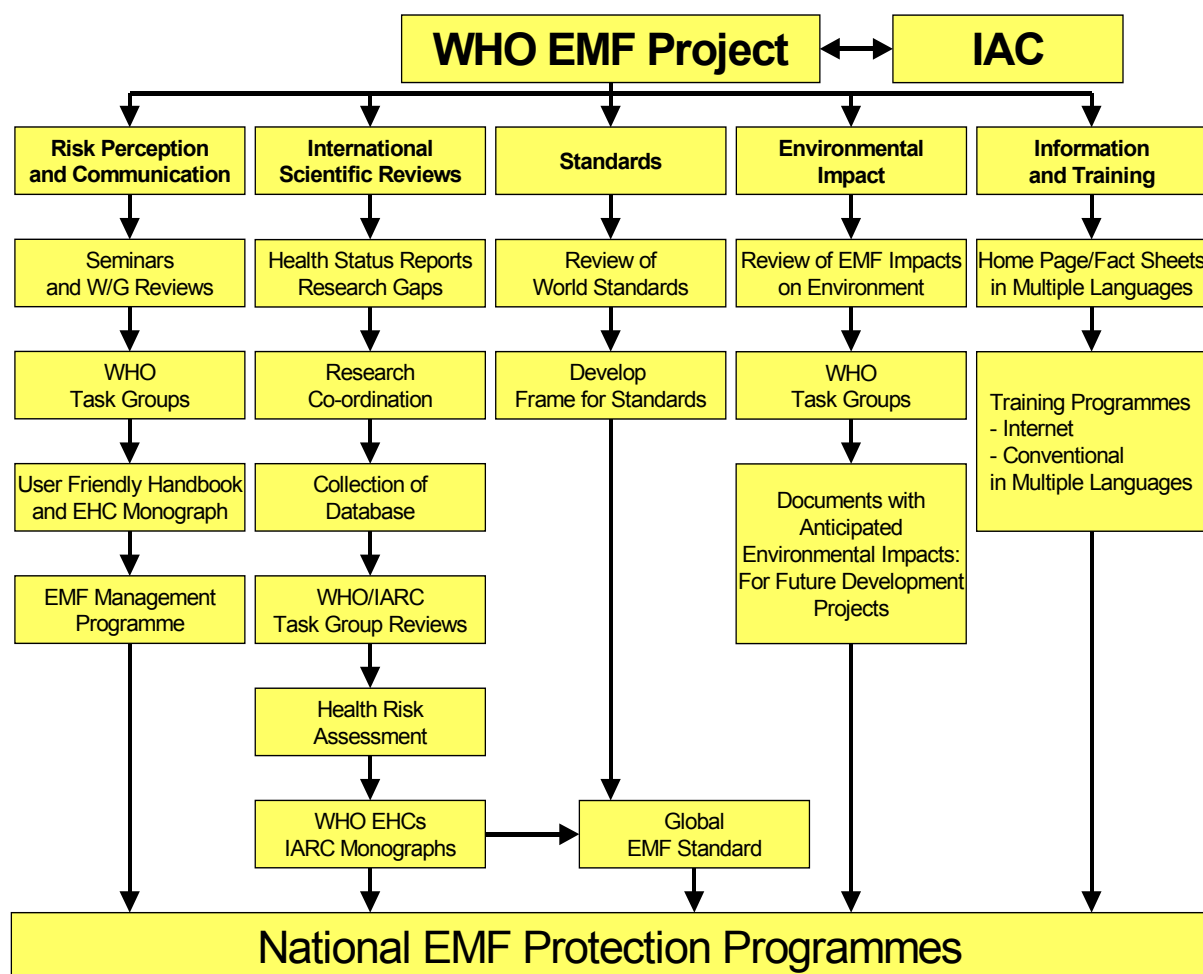 WHO EMF Project
IAC
Risk Perception
and Communication
International
Scientific Reviews
Standards
Environmental
Impact
Information
and Training
Seminars
and W/G Reviews
Health Status Reports
Research Gaps
Review of
World Standards
Review of EMF Impacts
on Environment
Home Page/Fact Sheets
in Multiple Languages
WHO
Task Groups
Research
Co-ordination
Develop
Frame for Standards
WHO
Task Groups
Training Programmes
- Internet
- Conventional
in Multiple Languages
User Friendly Handbook
and EHC Monograph
Collection of
Database
Documents with
Anticipated
Environmental Impacts:
For Future Development
Projects
EMF Management
Programme
WHO/IARC
Task Group Reviews
Health Risk
Assessment
WHO EHCs
IARC Monographs
Global
EMF Standard
National EMF Protection Programmes